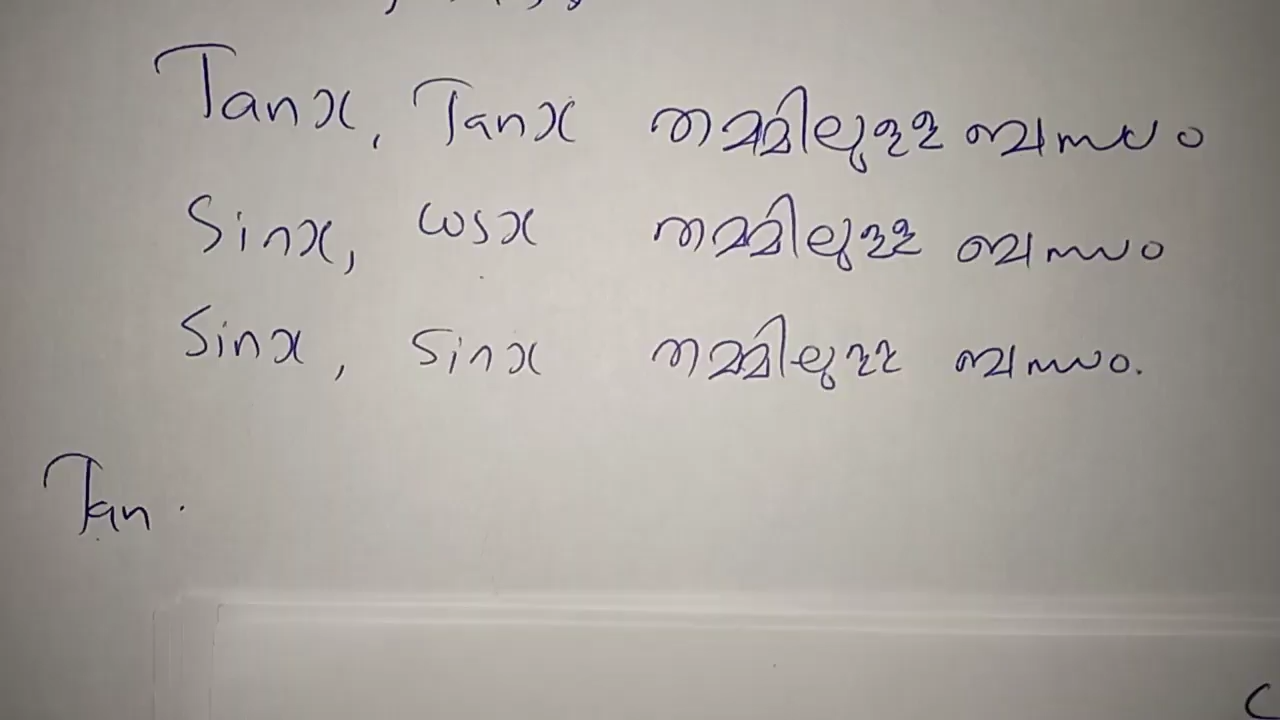 Tanx, Tanx തമ്മിലുള്ള ബന്ധം
Sinx, cosx തമ്മിലുള്ള ബന്ധം
Sinx, Sinx തമ്മിലുള്ള ബന്ധം.
Tan